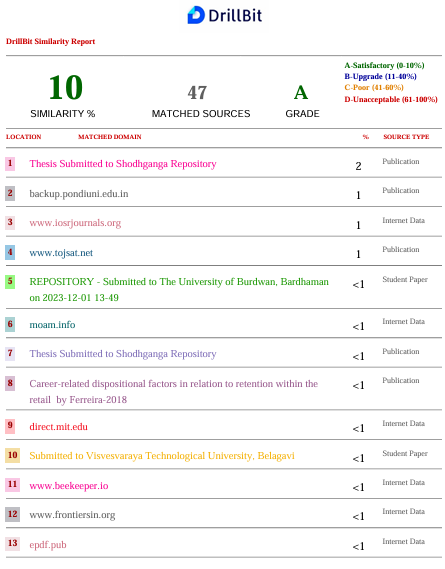 DrillBit
DrillBit Similarity Report
A-Satisfactory (0-10%)
B-Upgrade (11-40%)
C-Poor (41-60%)
D-Unacceptable (61-100%)
10 47 A
SIMILARITY % MATCHED SOURCES GRADE
LOCATION MATCHED DOMAIN % SOURCE TYPE
1 Thesis Submitted to Shodhganga Repository 2 Publication
2 backup.pondiuni.edu.in 1 Publication
3 www.iosrjournals.org 1 Internet Data
4 www.tojsat.net 1 Publication
5 REPOSITORY - Submitted to The University of Burdwan, Bardhaman <1 Student Paper
on 2023-12-01 13-49
6 moam.info <1 Internet Data
7 Thesis Submitted to Shodhganga Repository <1 Publication
8 Career-related dispositional factors in relation to retention within the <1 Publication
retail by Ferreira-2018
9 direct.mit.edu <1 Internet Data
10 Submitted to Visvesvaraya Technological University, Belagavi <1 Student Paper
11 www.beekeeper.io <1 Internet Data
12 www.frontiersin.org <1 Internet Data
13 epdf.pub <1 Internet Data